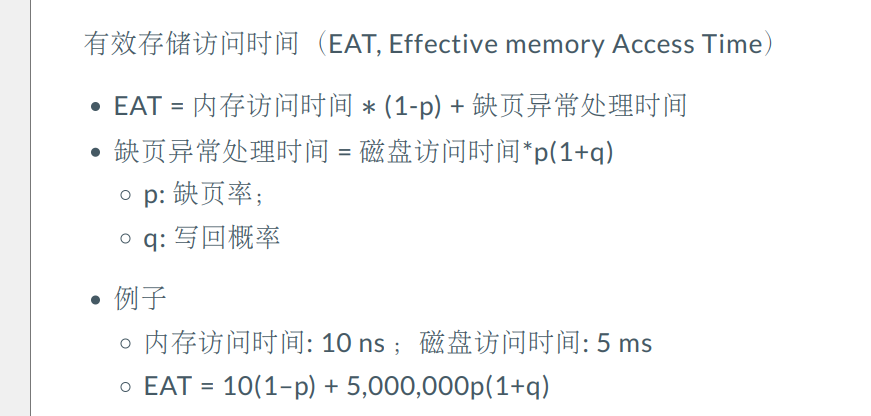 有效存储访问时间（EAT, Effective memory Access Time）
• EAT = 内存访问时间 * (1-p) + 缺页异常处理时间
• 缺页异常处理时间 = 磁盘访问时间*p(1+q)
○ p: 缺页率；
○ q: 写回概率
• 例子
○ 内存访问时间: 10 ns ；磁盘访问时间: 5 ms
○ EAT = 10(1–p) + 5,000,000p(1+q)